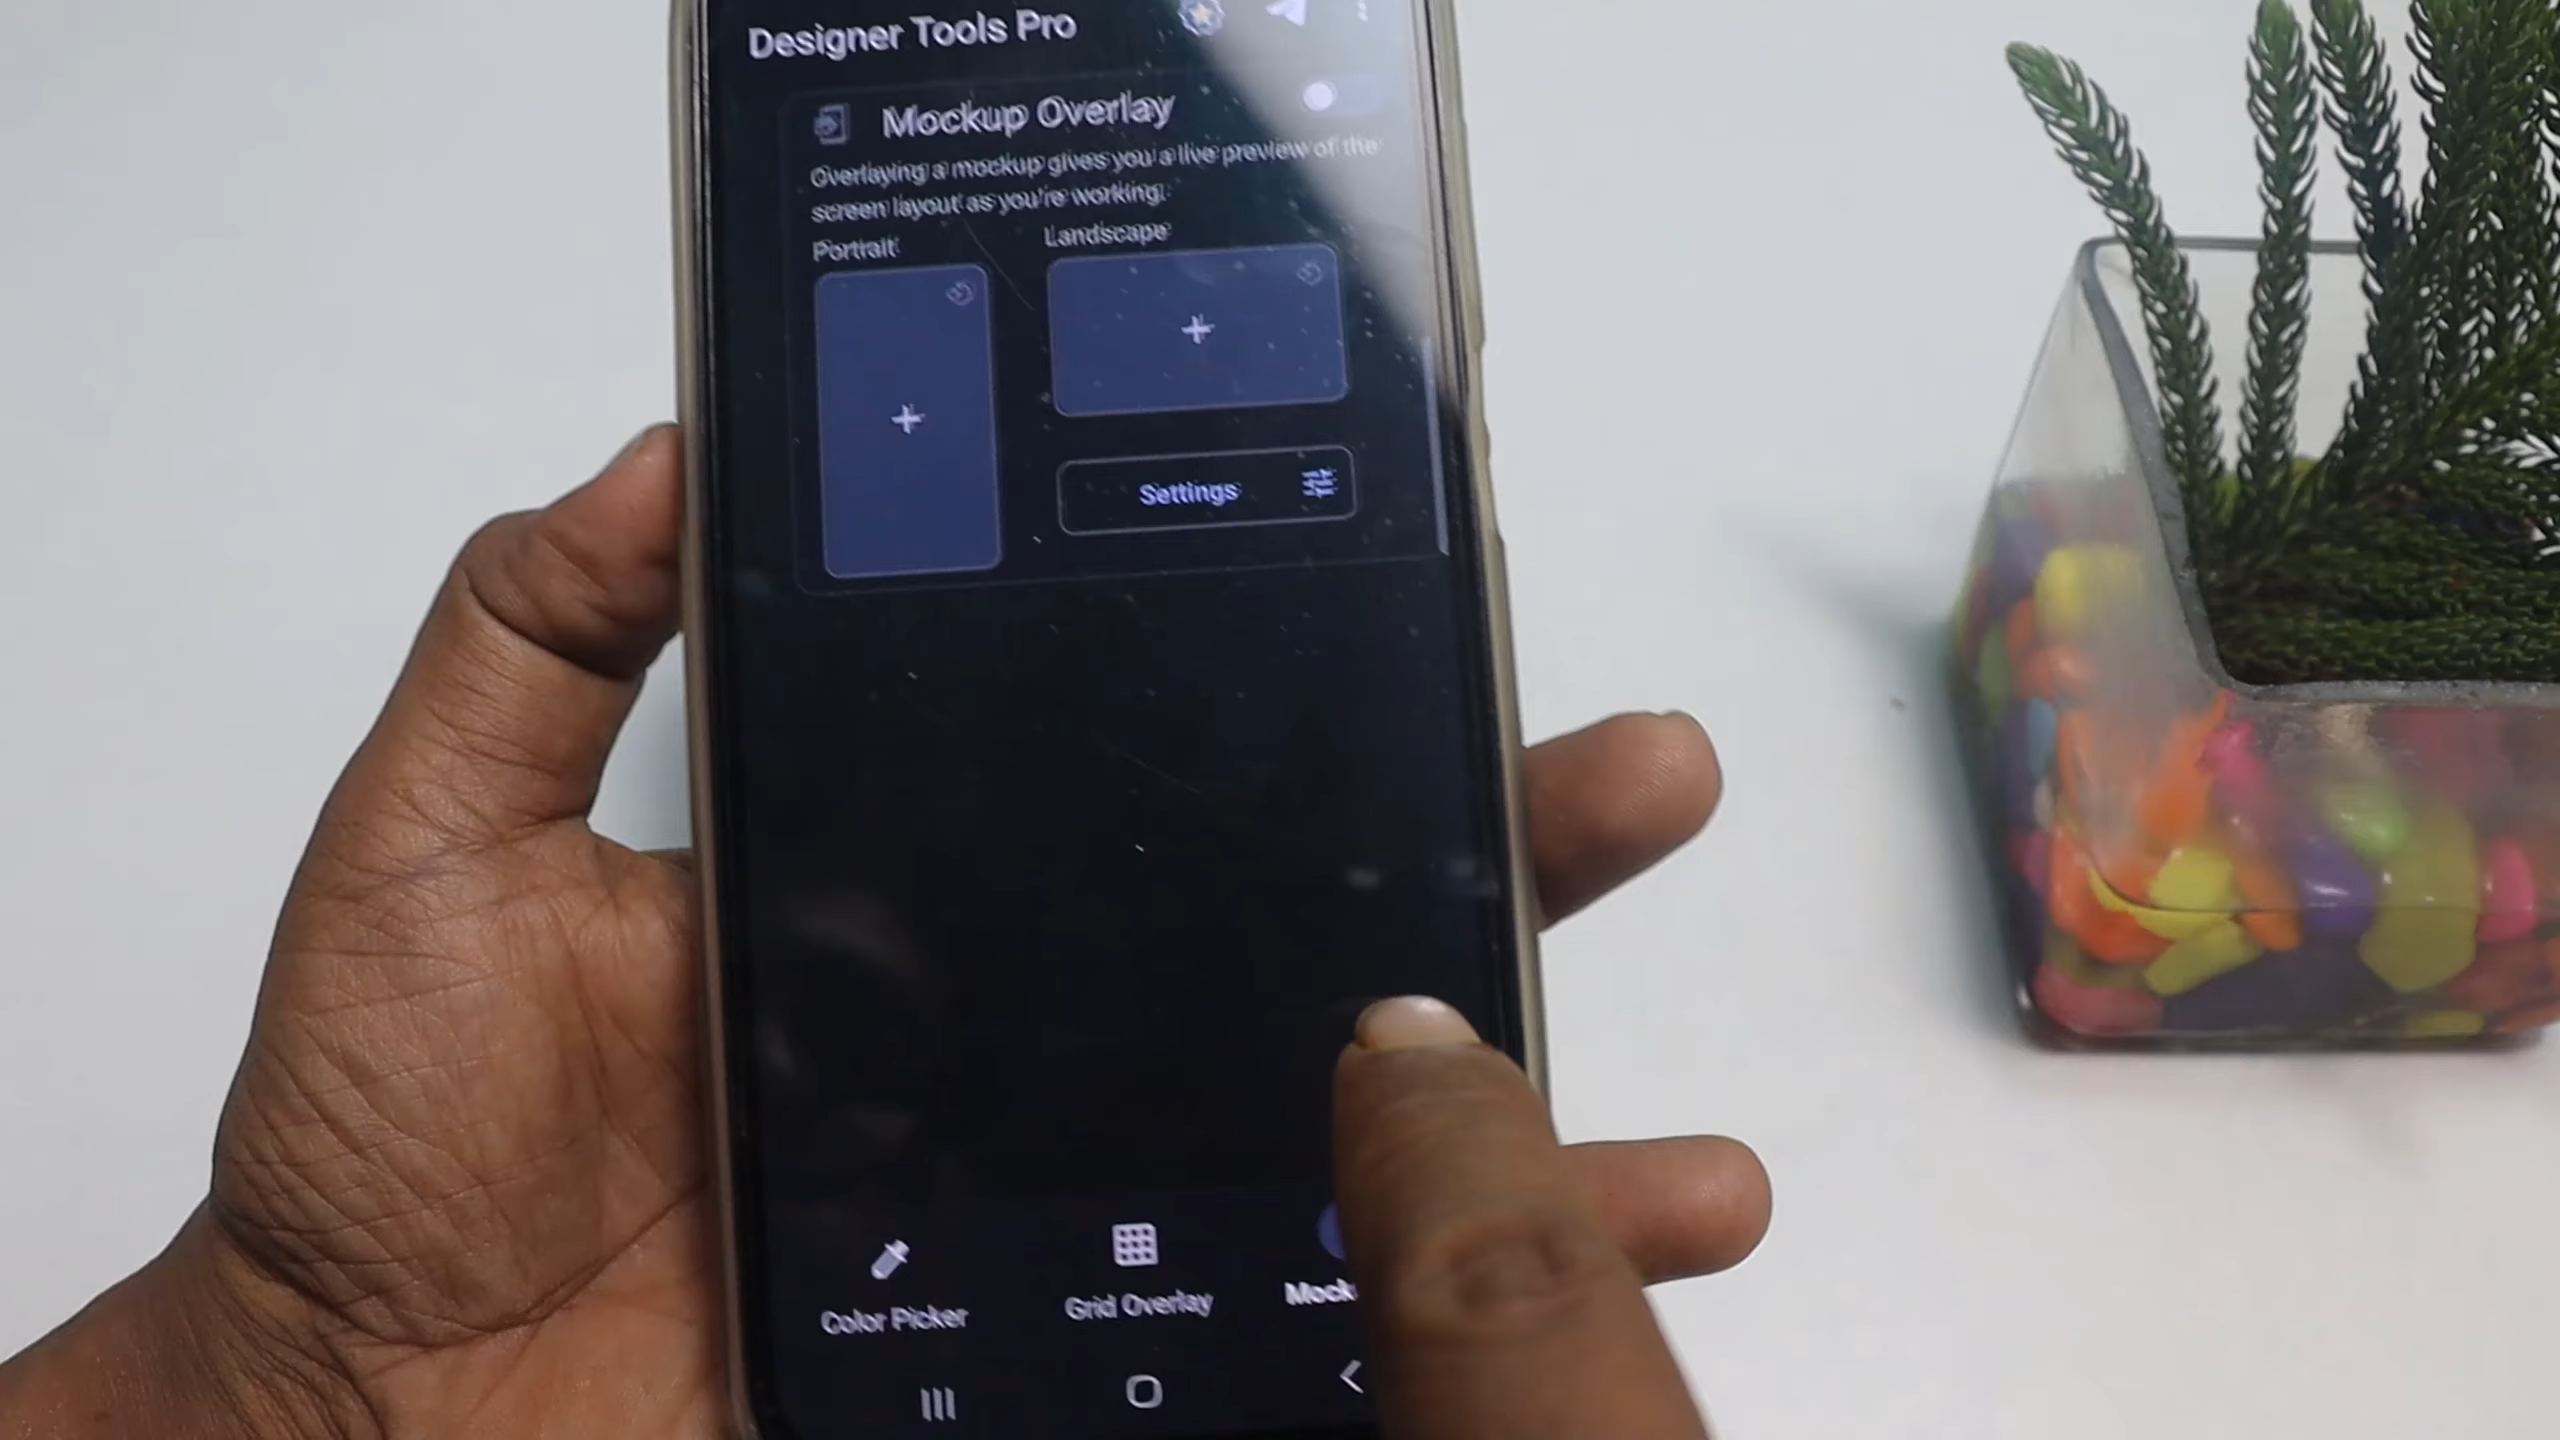 Designer Tools Pro
Mockup Overlay
Overlaying a mockup gives you a live preview of the
screen layout as you're working.
Portrait
Landscape
Settings
Color Picker
Grid Overlay
Mock